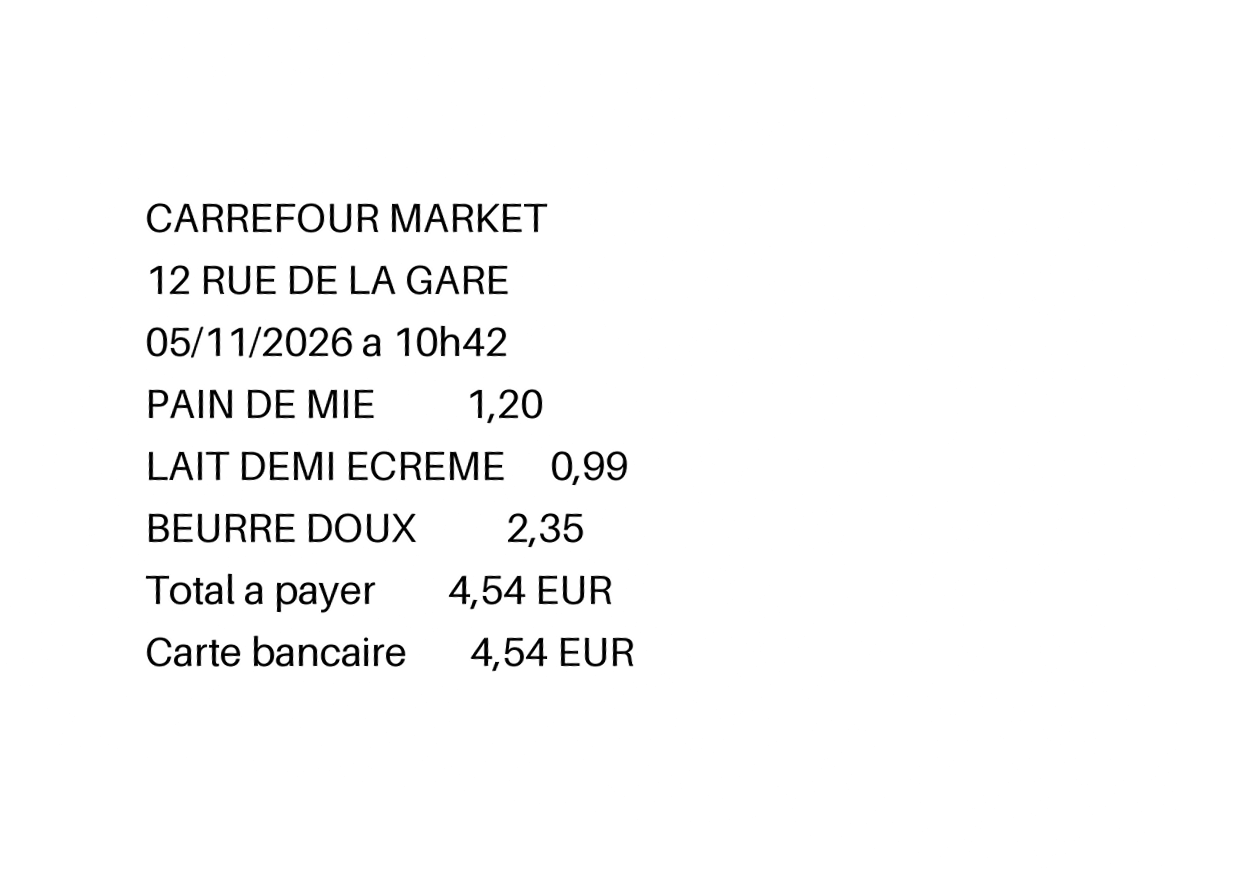 CARREFOUR MARKET
12 RUE DE LA GARE
05/11/2026 a 10h42
PAIN DE MIE 1,20
LAIT DEMI ECREME 0,99
BEURRE DOUX 2,35
Total a payer 4,54 EUR
Carte bancaire 4,54 EUR